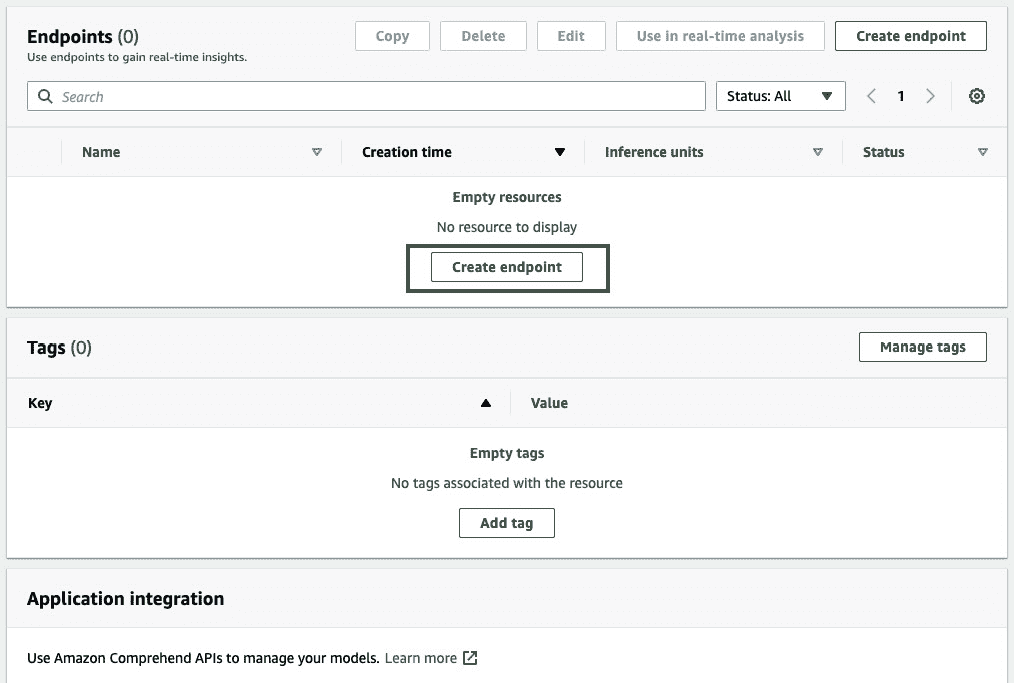 Endpoints (0)
Use endpoints to gain real-time insights.
Copy
Delete
Edit
Use in real-time analysis
Create endpoint
Search
Status: All
1
Name
Creation time
Inference units
Status
Empty resources
No resource to display
Create endpoint
Tags (0)
Manage tags
Key
Value
Empty tags
No tags associated with the resource
Add tag
Application integration
Use Amazon Comprehend APIs to manage your models. Learn more